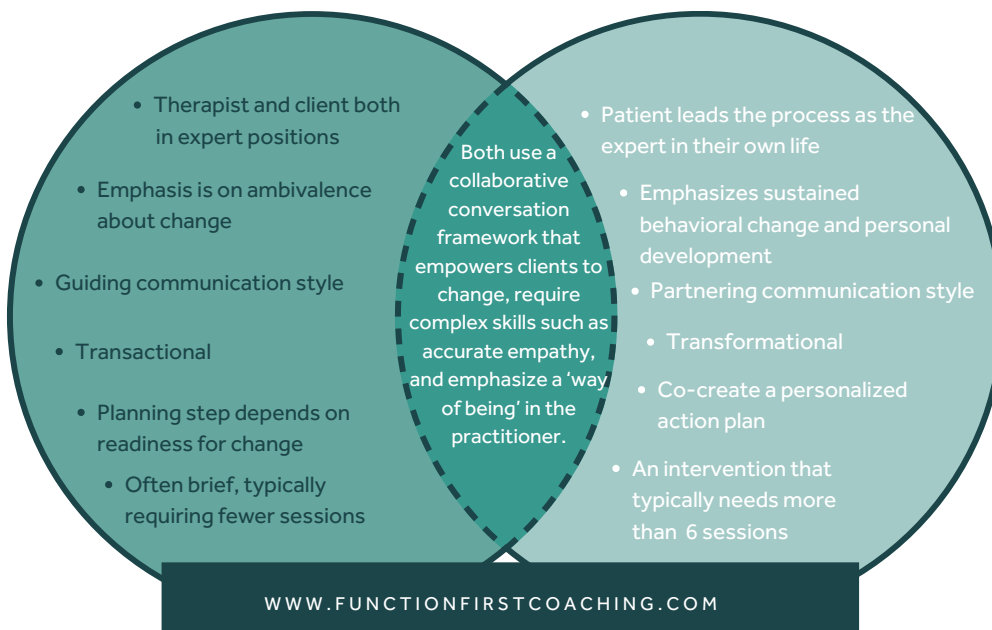 • Therapist and client both
in expert positions
• Emphasis is on ambivalence
about change
• Guiding communication style
• Transactional
• Planning step depends on
readiness for change
• Often brief, typically
requiring fewer sessions
Both use a
collaborative
conversation
framework that
empowers clients to
change, require
complex skills such as
accurate empathy,
and emphasize a ‘way
of being’ in the
practitioner.
• Patient leads the process as the
expert in their own life
• Emphasizes sustained
behavioral change and personal
development
• Partnering communication style
• Transformational
• Co-create a personalized
action plan
• An intervention that
typically needs more
than 6 sessions
WWW.FUNCTIONFIRSTCOACHING.COM